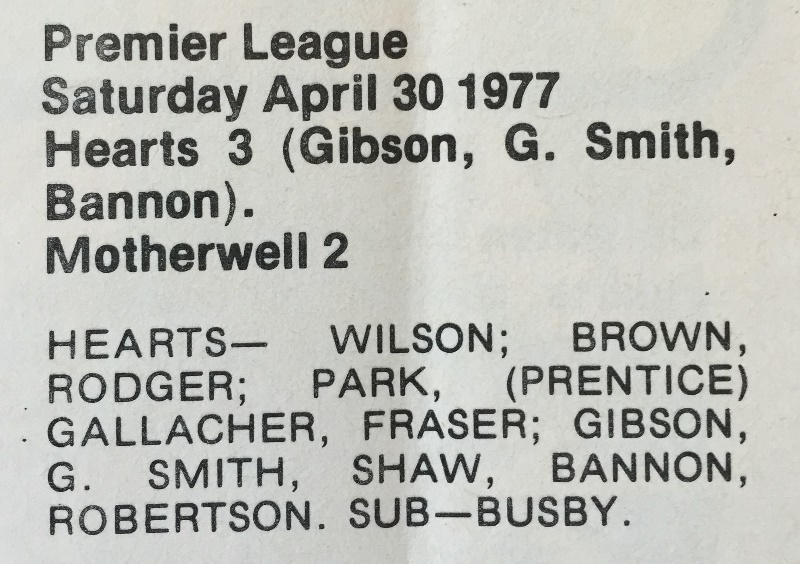 Premier League
Saturday April 30 1977
Hearts 3 (Gibson, G. Smith,
Bannon).
Motherwell 2
HEARTS— WILSON; BROWN,
RODGER; PARK, (PRENTICE)
GALLACHER, FRASER; GIBSON,
G. SMITH, SHAW, BANNON,
ROBERTSON. SUB—BUSBY.